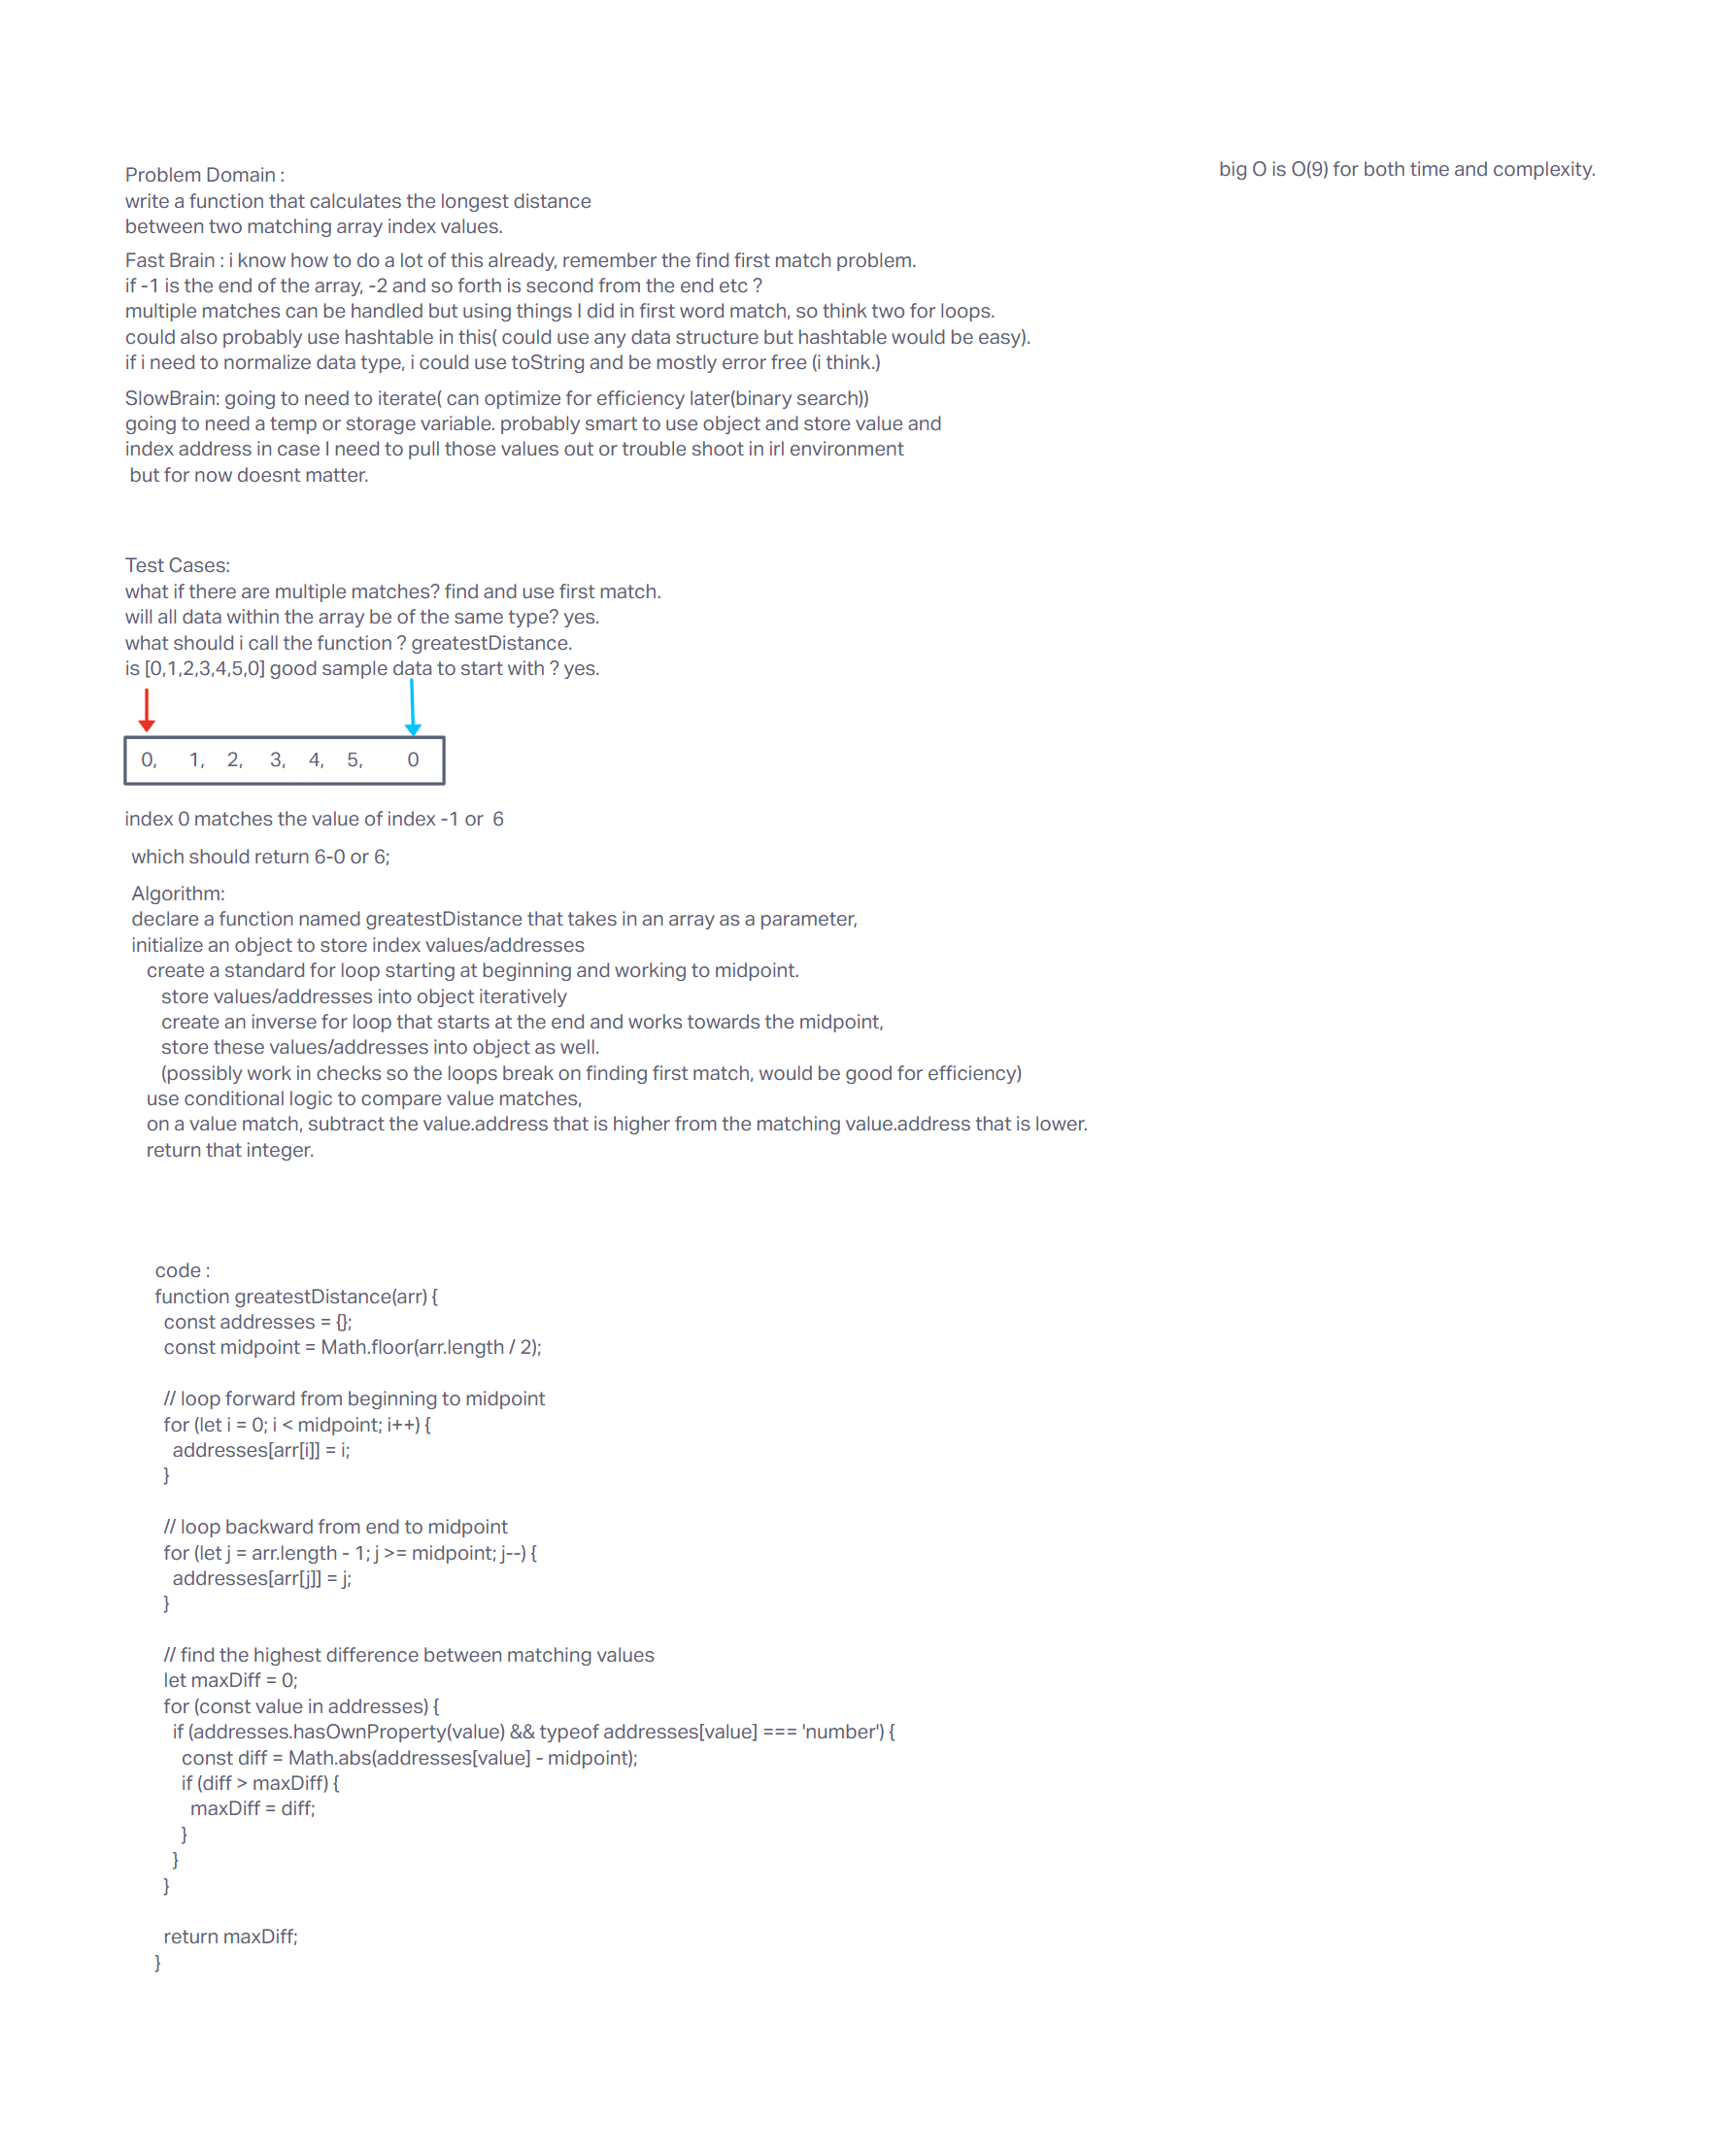 Problem Domain :
write a function that calculates the longest distance
between two matching array index values.
Fast Brain : i know how to do a lot of this already, remember the find first match problem.
if -1 is the end of the array, -2 and so forth is second from the end etc ?
multiple matches can be handled but using things I did in first word match, so think two for loops.
could also probably use hashtable in this( could use any data structure but hashtable would be easy).
if i need to normalize data type, i could use toString and be mostly error free (i think.)
SlowBrain: going to need to iterate( can optimize for efficiency later(binary search))
going to need a temp or storage variable. probably smart to use object and store value and
index address in case I need to pull those values out or trouble shoot in irl environment
but for now doesnt matter.
big O is O(9) for both time and complexity.
Test Cases:
what if there are multiple matches? find and use first match.
will all data within the array be of the same type? yes.
what should i call the function ? greatestDistance.
is [0,1,2,3,4,5,0] good sample data to start with ? yes.
0, 1, 2, 3, 4, 5, 0
index 0 matches the value of index -1 or 6
which should return 6-0 or 6;
Algorithm:
declare a function named greatestDistance that takes in an array as a parameter,
initialize an object to store index values/addresses
create a standard for loop starting at beginning and working to midpoint.
store values/addresses into object iteratively
create an inverse for loop that starts at the end and works towards the midpoint,
store these values/addresses into object as well.
(possibly work in checks so the loops break on finding first match, would be good for efficiency)
use conditional logic to compare value matches,
on a value match, subtract the value.address that is higher from the matching value.address that is lower.
return that integer.
code :
function greatestDistance(arr) {
const addresses = {};
const midpoint = Math.floor(arr.length / 2);
// loop forward from beginning to midpoint
for (let i = 0; i < midpoint; i++) {
addresses[arr[i]] = i;
}
// loop backward from end to midpoint
for (let j = arr.length - 1; j >= midpoint; j--) {
addresses[arr[j]] = j;
}
// find the highest difference between matching values
let maxDiff = 0;
for (const value in addresses) {
if (addresses.hasOwnProperty(value) && typeof addresses[value] === 'number') {
const diff = Math.abs(addresses[value] - midpoint);
if (diff > maxDiff) {
maxDiff = diff;
}
}
}
return maxDiff;
}